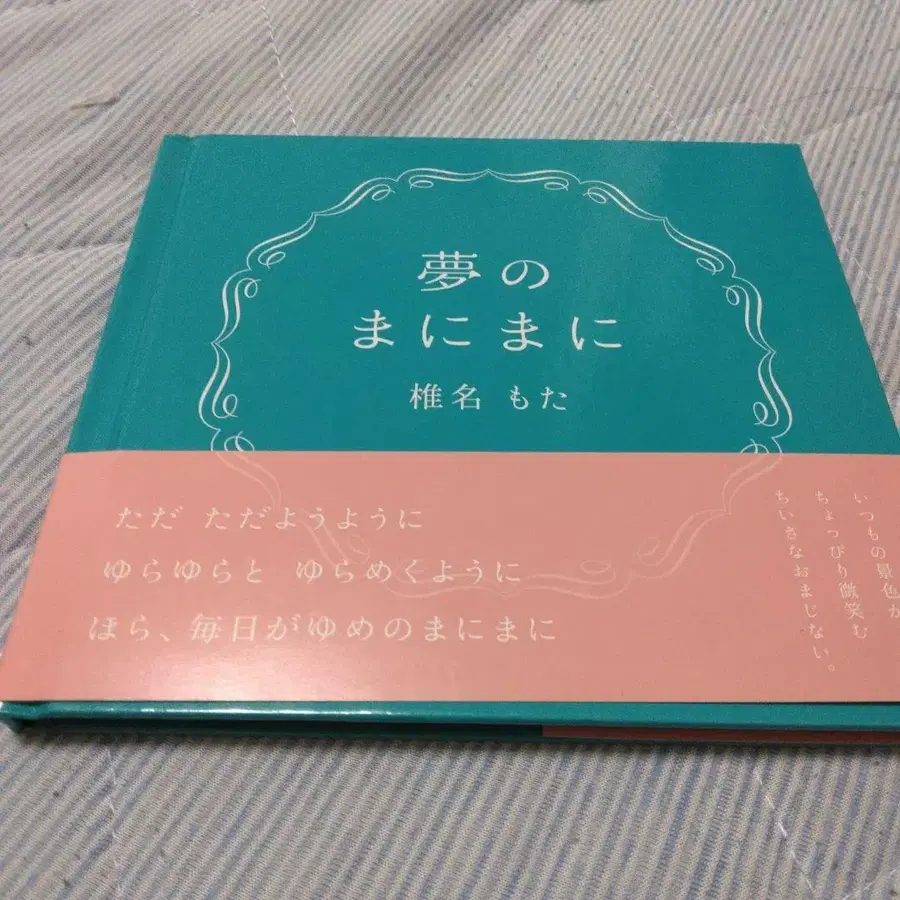 夢の
まにまに
椎名 もた
ただ ただようように
ゆらゆらと ゆらめくように
ほら、毎日がゆめのまにまに
いつもの景色が
ちょっぴり微笑む
ちいさなおまじない。